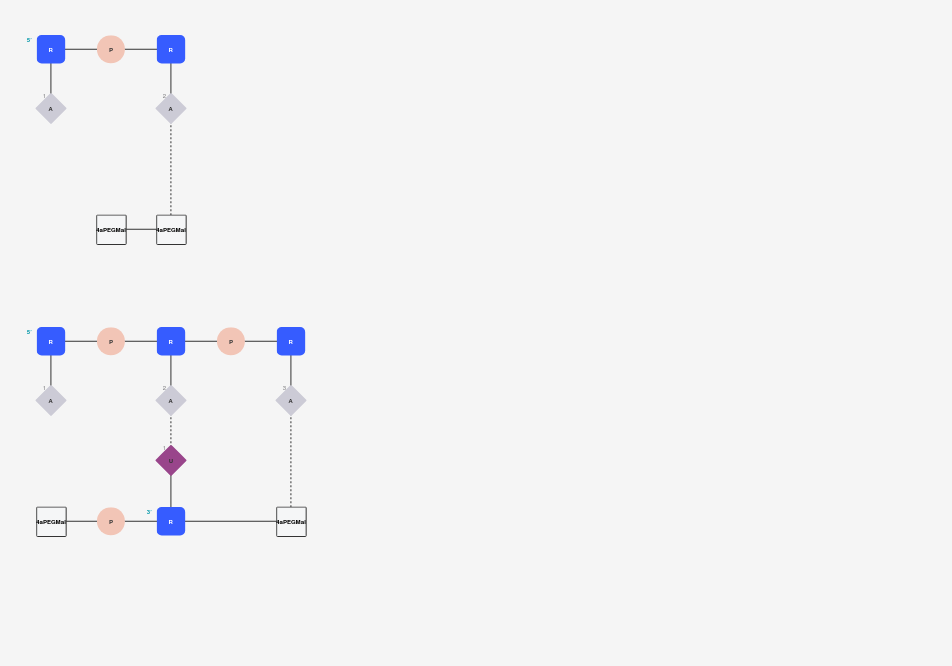 5'
R P R
1 2
A A
4aPEGMal 4aPEGMal
5'
R P R P R
1 2 3
A A A
1
U
3'
4aPEGMal P R 4aPEGMal